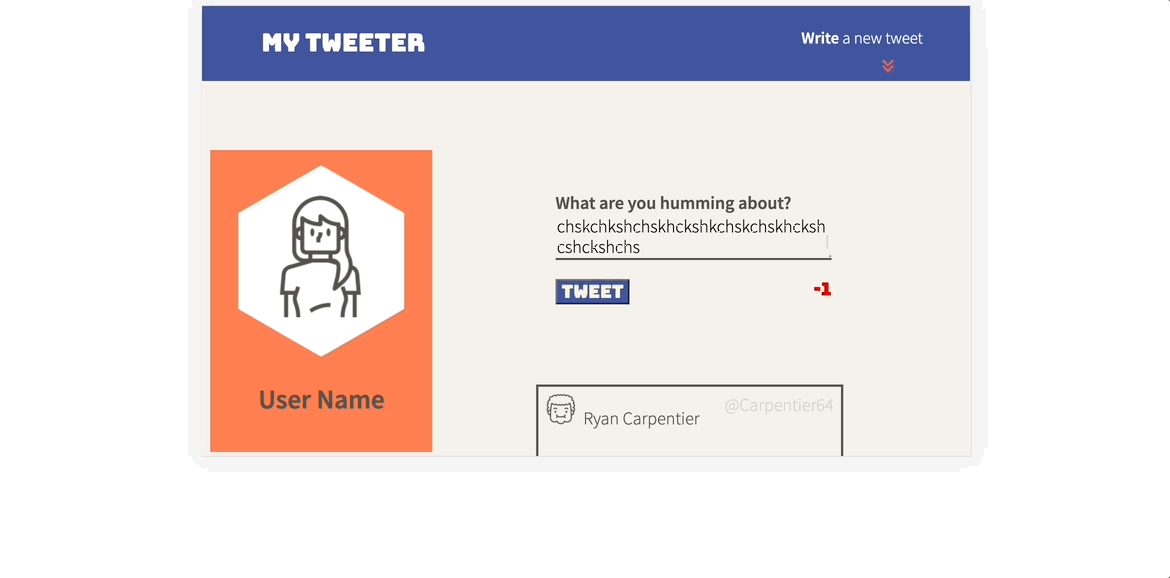 MY TWEETER
Write a new tweet
What are you humming about?
chskchkshchskhckshkchskchskhcksh
cshckshchs
TWEET
-1
User Name
Ryan Carpentier
@Carpentier64